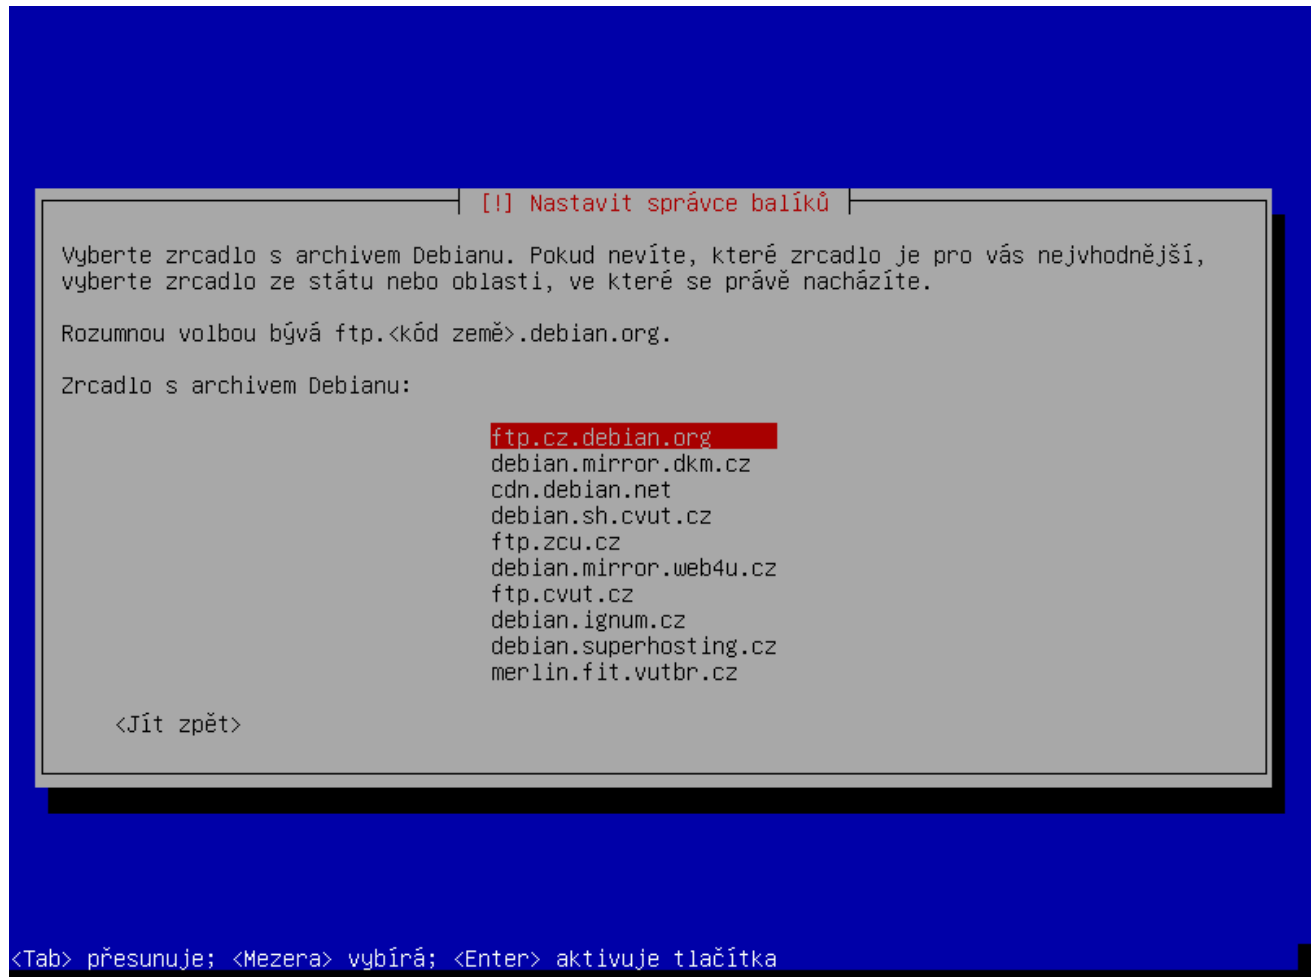 [!] Nastavit správce balíků
Vyberte zrcadlo s archivem Debianu. Pokud nevíte, které zrcadlo je pro vás nejvhodnější,
vyberte zrcadlo ze státu nebo oblasti, ve které se právě nacházíte.
Rozumnou volbou bývá ftp.<kód země>.debian.org.
Zrcadlo s archivem Debianu:
ftp.cz.debian.org
debian.mirror.dkm.cz
cdn.debian.net
debian.sh.cvut.cz
ftp.zcu.cz
debian.mirror.web4u.cz
ftp.cvut.cz
debian.ignum.cz
debian.superhosting.cz
merlin.fit.vutbr.cz
<Jít zpět>
<Tab> přesunuje; <Mezera> vybírá; <Enter> aktivuje tlačítka